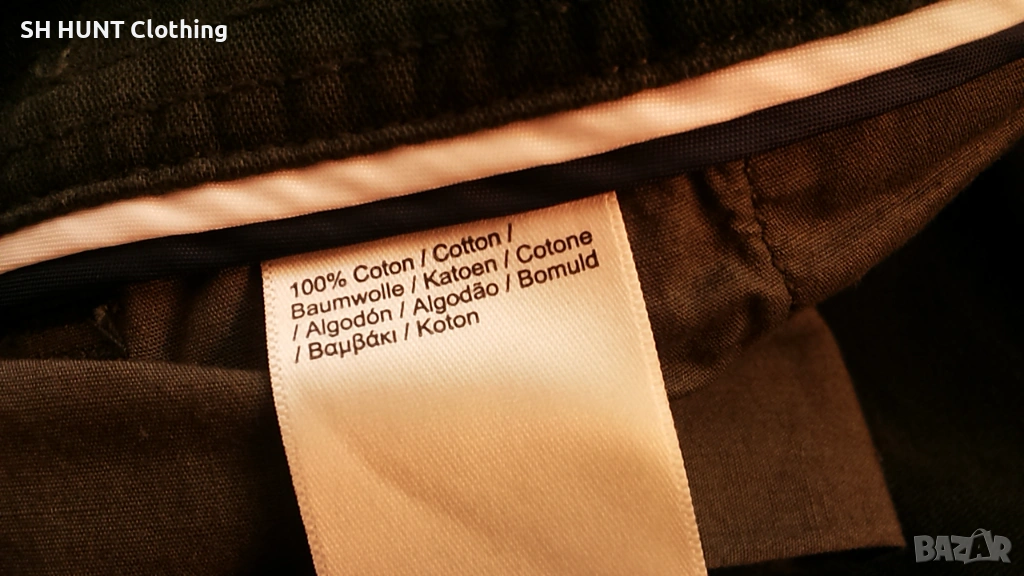 SH HUNT Clothing
100% Coton / Cotton /
Baumwolle / Katoen / Cotone
/ Algodón / Algodão / Bomuld
/ Βαμβάκι / Koton
BAZAR